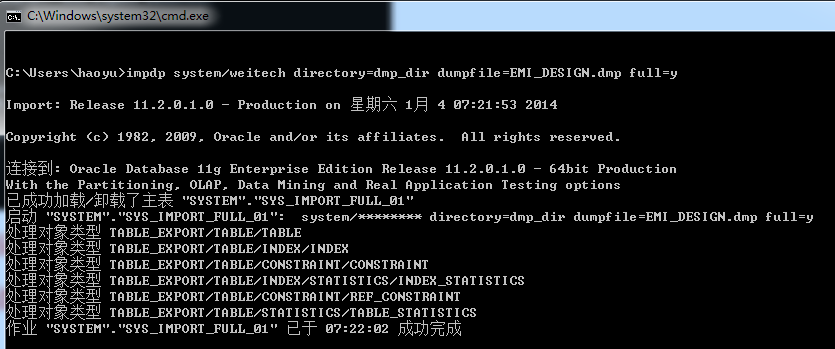 C:\Windows\system32\cmd.exe
C:\Users\haoyu>impdp system/weitech directory=dmp_dir dumpfile=EMI_DESIGN.dmp full=y
Import: Release 11.2.0.1.0 - Production on 星期六 1月 4 07:21:53 2014
Copyright (c) 1982, 2009, Oracle and/or its affiliates.  All rights reserved.
连接到: Oracle Database 11g Enterprise Edition Release 11.2.0.1.0 - 64bit Production
With the Partitioning, OLAP, Data Mining and Real Application Testing options
已成功加载/卸载了主表 "SYSTEM"."SYS_IMPORT_FULL_01"
启动 "SYSTEM"."SYS_IMPORT_FULL_01":  system/******** directory=dmp_dir dumpfile=EMI_DESIGN.dmp full=y
处理对象类型 TABLE_EXPORT/TABLE/TABLE
处理对象类型 TABLE_EXPORT/TABLE/INDEX/INDEX
处理对象类型 TABLE_EXPORT/TABLE/CONSTRAINT/CONSTRAINT
处理对象类型 TABLE_EXPORT/TABLE/INDEX/STATISTICS/INDEX_STATISTICS
处理对象类型 TABLE_EXPORT/TABLE/CONSTRAINT/REF_CONSTRAINT
处理对象类型 TABLE_EXPORT/TABLE/STATISTICS/TABLE_STATISTICS
作业 "SYSTEM"."SYS_IMPORT_FULL_01" 已于 07:22:02 成功完成